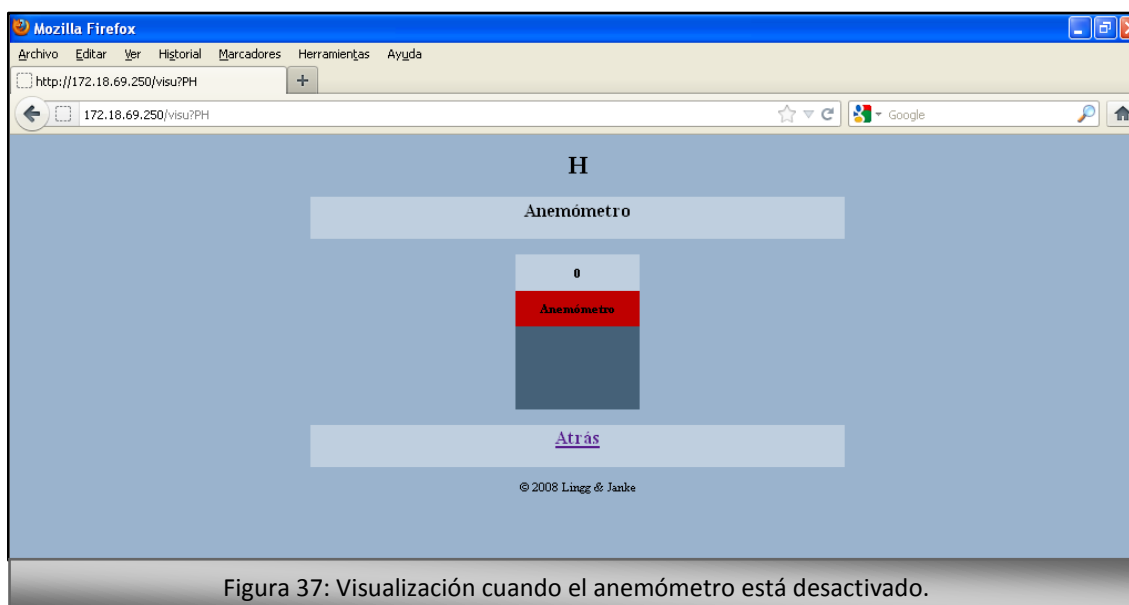 Mozilla Firefox
Archivo Editar Ver Historial Marcadores Herramientas Ayuda
http://172.18.69.250/visu?PH
172.18.69.250/visu?PH
Google
H
Anemómetro
0
Anemómetro
Atrás
© 2008 Lingg & Janke
Figura 37: Visualización cuando el anemómetro está desactivado.